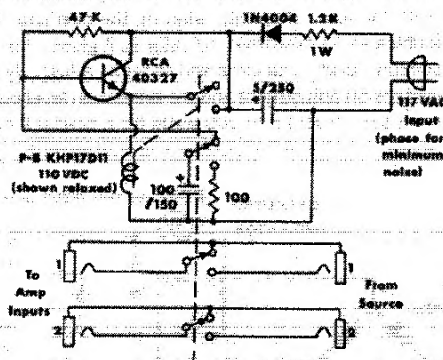 47 K
1N4004
1.2K
1W
RCA
40327
5/250
+
117 VAC
Input
(phase for
minimum
noise)
P-B KHP17D11
110 VDC
(shown relaxed)
+
100
/150
100
1
1
To
Amp
Inputs
From
Source
2
2